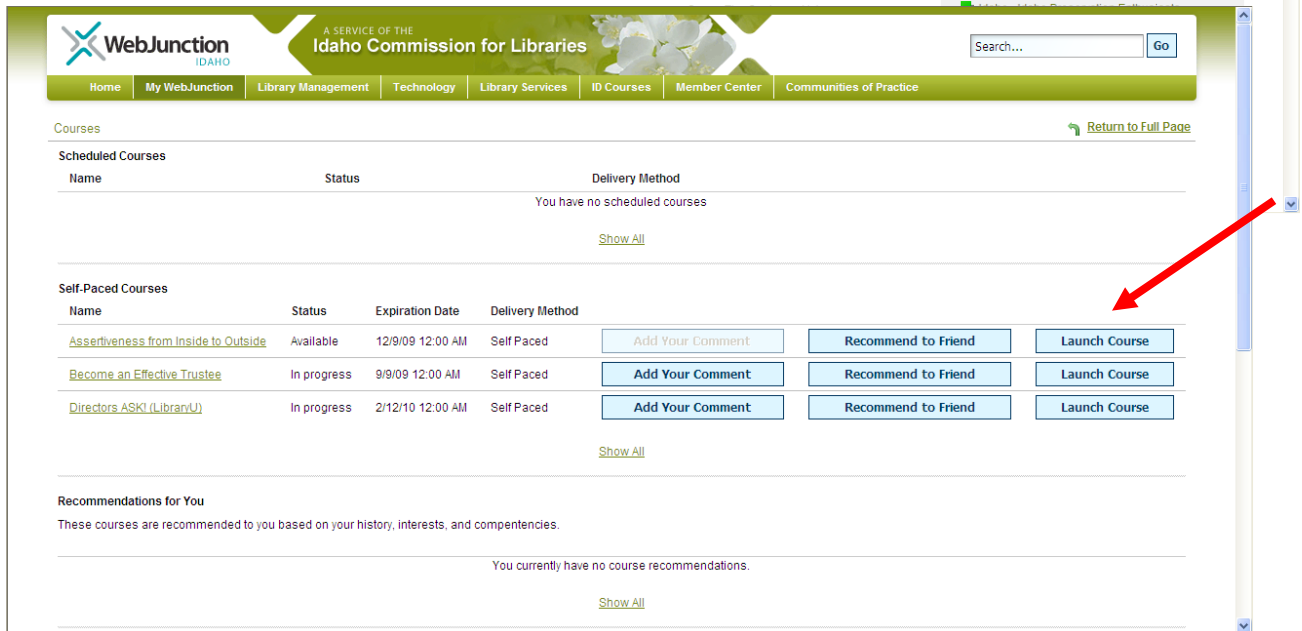 WebJunction
IDAHO
A SERVICE OF THE
Idaho Commission for Libraries
Search...
Go
Home My WebJunction Library Management Technology Library Services ID Courses Member Center Communities of Practice
Courses
Return to Full Page
Scheduled Courses
Name Status Delivery Method
You have no scheduled courses
Show All
Self-Paced Courses
Name Status Expiration Date Delivery Method
Assertiveness from Inside to Outside Available 12/9/09 12:00 AM Self Paced Add Your Comment Recommend to Friend Launch Course
Become an Effective Trustee In progress 9/9/09 12:00 AM Self Paced Add Your Comment Recommend to Friend Launch Course
Directors ASK! (LibraryU) In progress 2/12/10 12:00 AM Self Paced Add Your Comment Recommend to Friend Launch Course
Show All
Recommendations for You
These courses are recommended to you based on your history, interests, and compentencies.
You currently have no course recommendations.
Show All